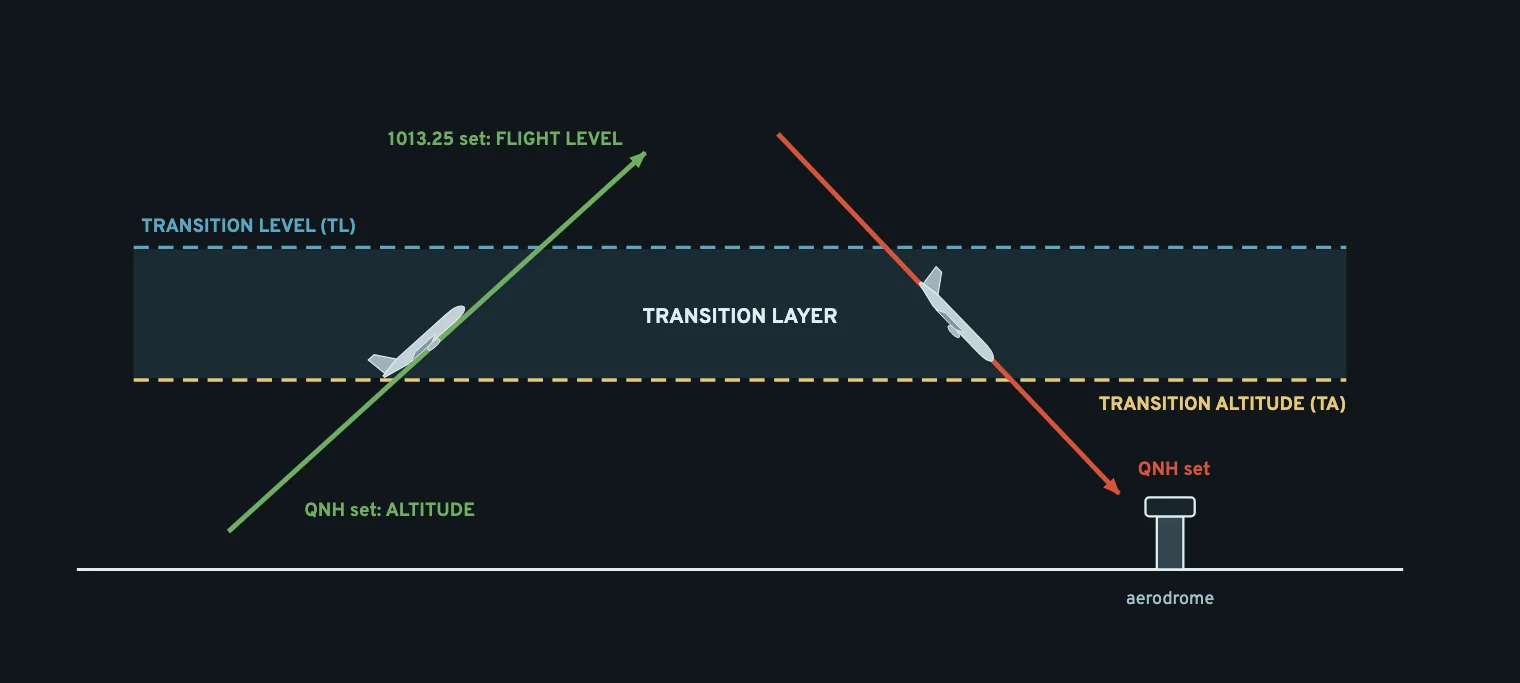 1013.25 set: FLIGHT LEVEL
TRANSITION LEVEL (TL)
TRANSITION LAYER
TRANSITION ALTITUDE (TA)
QNH set
QNH set: ALTITUDE
aerodrome